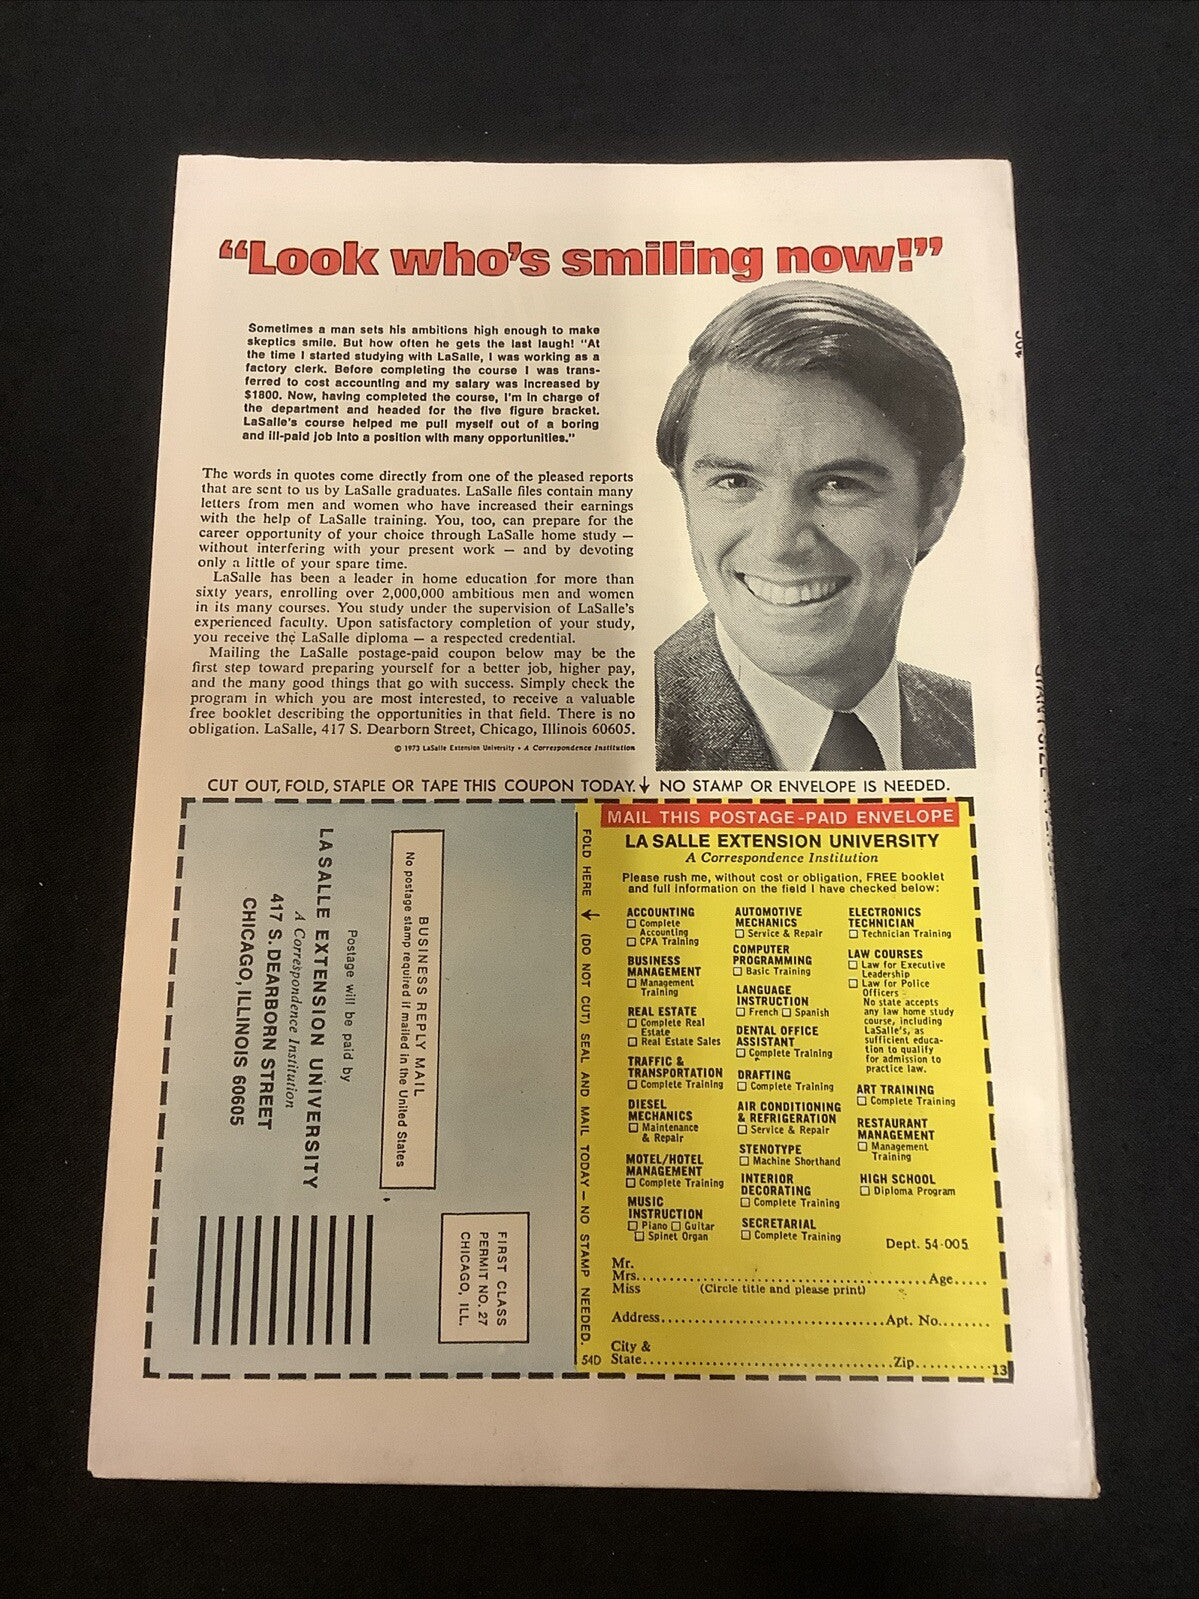 “Look who’s smiling now!”
Sometimes a man sets his ambitions high enough to make
skeptics smile. But how often he gets the last laugh! "At
the time I started studying with LaSalle, I was working as a
factory clerk. Before completing the course I was trans-
ferred to cost accounting and my salary was increased by
$1800. Now, having completed the course, I'm in charge of
the department and headed for the five figure bracket.
LaSalle's course helped me pull myself out of a boring
and ill-paid job into a position with many opportunities."
The words in quotes come directly from one of the pleased reports
that are sent to us by LaSalle graduates. LaSalle files contain many
letters from men and women who have increased their earnings
with the help of LaSalle training. You, too, can prepare for the
career opportunity of your choice through LaSalle home study —
without interfering with your present work — and by devoting
only a little of your spare time.
LaSalle has been a leader in home education for more than
sixty years, enrolling over 2,000,000 ambitious men and women
in its many courses. You study under the supervision of LaSalle's
experienced faculty. Upon satisfactory completion of your study,
you receive the LaSalle diploma — a respected credential.
Mailing the LaSalle postage-paid coupon below may be the
first step toward preparing yourself for a better job, higher pay,
and the many good things that go with success. Simply check the
program in which you are most interested, to receive a valuable
free booklet describing the opportunities in that field. There is no
obligation. LaSalle, 417 S. Dearborn Street, Chicago, Illinois 60605.
© 1973 LaSalle Extension University • A Correspondence Institution
CUT OUT, FOLD, STAPLE OR TAPE THIS COUPON TODAY. ↓ NO STAMP OR ENVELOPE IS NEEDED.
FIRST CLASS
PERMIT NO. 27
CHICAGO, ILL.
BUSINESS REPLY MAIL
No postage stamp required if mailed in the United States
Postage will be paid by
LA SALLE EXTENSION UNIVERSITY
A Correspondence Institution
417 S. DEARBORN STREET
CHICAGO, ILLINOIS 60605
FOLD HERE ↓ (DO NOT CUT) SEAL AND MAIL TODAY — NO STAMP NEEDED.
54D
MAIL THIS POSTAGE-PAID ENVELOPE
LA SALLE EXTENSION UNIVERSITY
A Correspondence Institution
Please rush me, without cost or obligation, FREE booklet
and full information on the field I have checked below:
ACCOUNTING
☐ Complete
Accounting
☐ CPA Training
BUSINESS
MANAGEMENT
☐ Management
Training
REAL ESTATE
☐ Complete Real
Estate
☐ Real Estate Sales
TRAFFIC &
TRANSPORTATION
☐ Complete Training
DIESEL
MECHANICS
☐ Maintenance
& Repair
MOTEL/HOTEL
MANAGEMENT
☐ Complete Training
MUSIC
INSTRUCTION
☐ Piano ☐ Guitar
☐ Spinet Organ
AUTOMOTIVE
MECHANICS
☐ Service & Repair
COMPUTER
PROGRAMMING
☐ Basic Training
LANGUAGE
INSTRUCTION
☐ French ☐ Spanish
DENTAL OFFICE
ASSISTANT
☐ Complete Training
DRAFTING
☐ Complete Training
AIR CONDITIONING
& REFRIGERATION
☐ Service & Repair
STENOTYPE
☐ Machine Shorthand
INTERIOR
DECORATING
☐ Complete Training
SECRETARIAL
☐ Complete Training
ELECTRONICS
TECHNICIAN
☐ Technician Training
LAW COURSES
☐ Law for Executive
Leadership
☐ Law for Police
Officers
No state accepts
any law home study
course, including
LaSalle's, as
sufficient educa-
tion to qualify
for admission to
practice law.
ART TRAINING
☐ Complete Training
RESTAURANT
MANAGEMENT
☐ Management
Training
HIGH SCHOOL
☐ Diploma Program
Dept. 54-005
Mr.
Mrs. Age
Miss (Circle title and please print)
Address Apt. No.
City &
State Zip
13